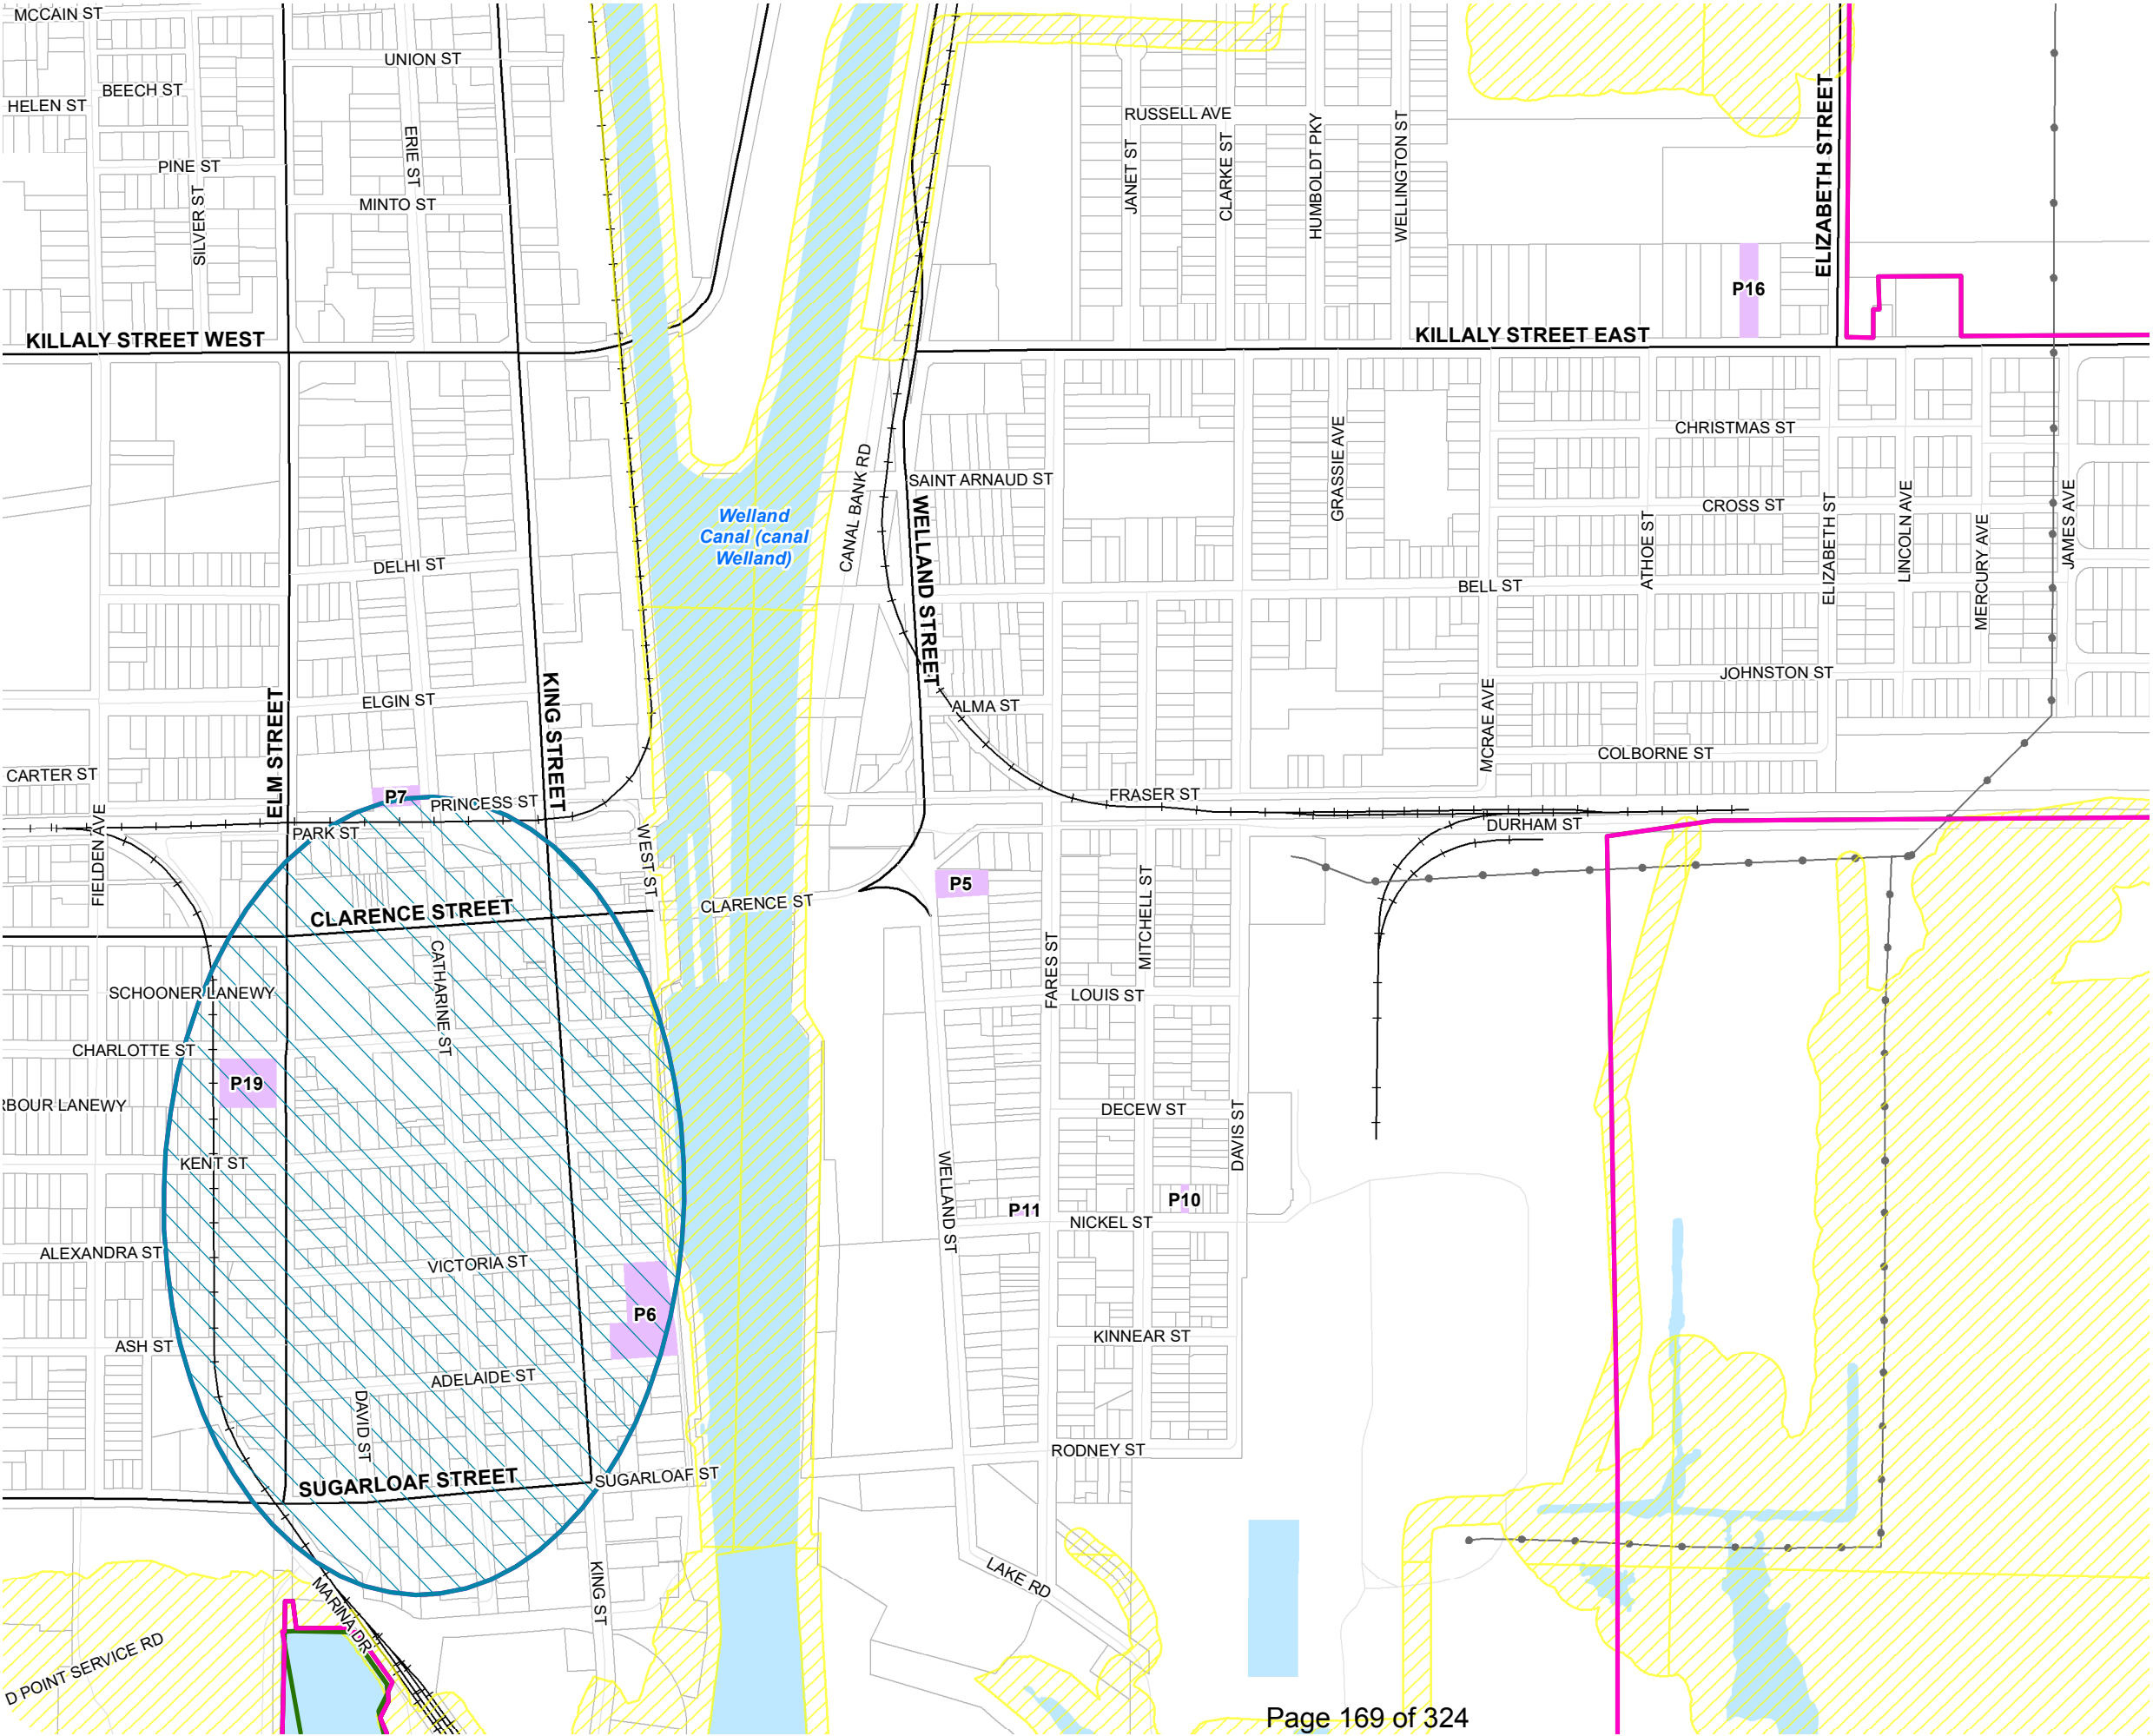 MCCAIN ST
UNION ST
BEECH ST
HELEN ST
ERIE ST
PINE ST
SILVER ST
MINTO ST
RUSSELL AVE
JANET ST
CLARKE ST
HUMBOLDT PKY
WELLINGTON ST
ELIZABETH STREET
P16
KILLALY STREET WEST
KILLALY STREET EAST
CHRISTMAS ST
GRASSIE AVE
CANAL BANK RD
SAINT ARNAUD ST
WELLAND STREET
CROSS ST
ATHOE ST
ELIZABETH ST
LINCOLN AVE
MERCURY AVE
JAMES AVE
Welland
Canal (canal
Welland)
DELHI ST
BELL ST
JOHNSTON ST
ELGIN ST
ALMA ST
MCRAE AVE
ELM STREET
KING STREET
COLBORNE ST
CARTER ST
P7
PRINCESS ST
FRASER ST
DURHAM ST
PARK ST
FIELDEN AVE
WEST ST
P5
CLARENCE STREET
CLARENCE ST
MITCHELL ST
CATHARINE ST
FARES ST
SCHOONER LANEWY
LOUIS ST
CHARLOTTE ST
P19
RBOUR LANEWY
DECEW ST
DAVIS ST
KENT ST
WELLAND ST
P10
P11
NICKEL ST
ALEXANDRA ST
VICTORIA ST
P6
KINNEAR ST
ASH ST
ADELAIDE ST
DAVID ST
RODNEY ST
SUGARLOAF STREET
SUGARLOAF ST
LAKE RD
KING ST
MARINA DR
D POINT SERVICE RD
Page 169 of 324